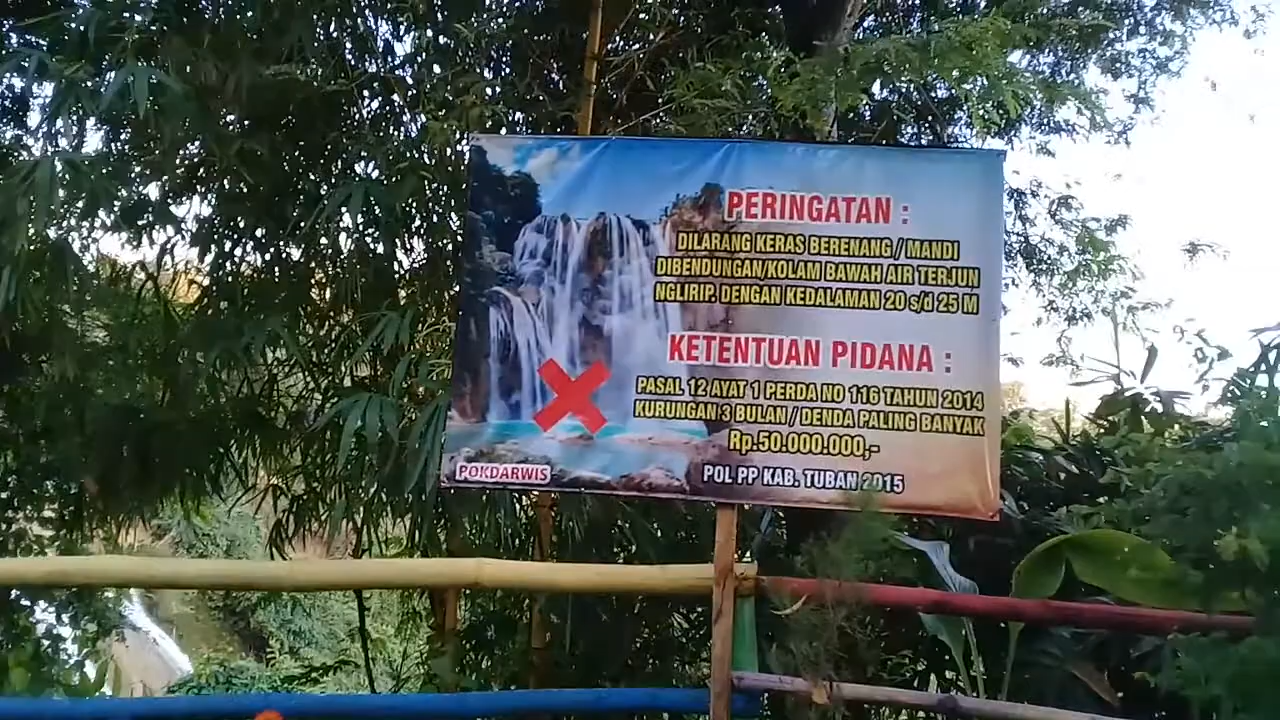 PERINGATAN :
DILARANG KERAS BERENANG / MANDI
DIBENDUNGAN/KOLAM BAWAH AIR TERJUN
NGLIRIP. DENGAN KEDALAMAN 20 s/d 25 M
KETENTUAN PIDANA :
PASAL 12 AYAT 1 PERDA NO 116 TAHUN 2014
KURUNGAN 3 BULAN / DENDA PALING BANYAK
Rp.50.000.000,-
POKDARWIS
POL PP KAB. TUBAN 2015